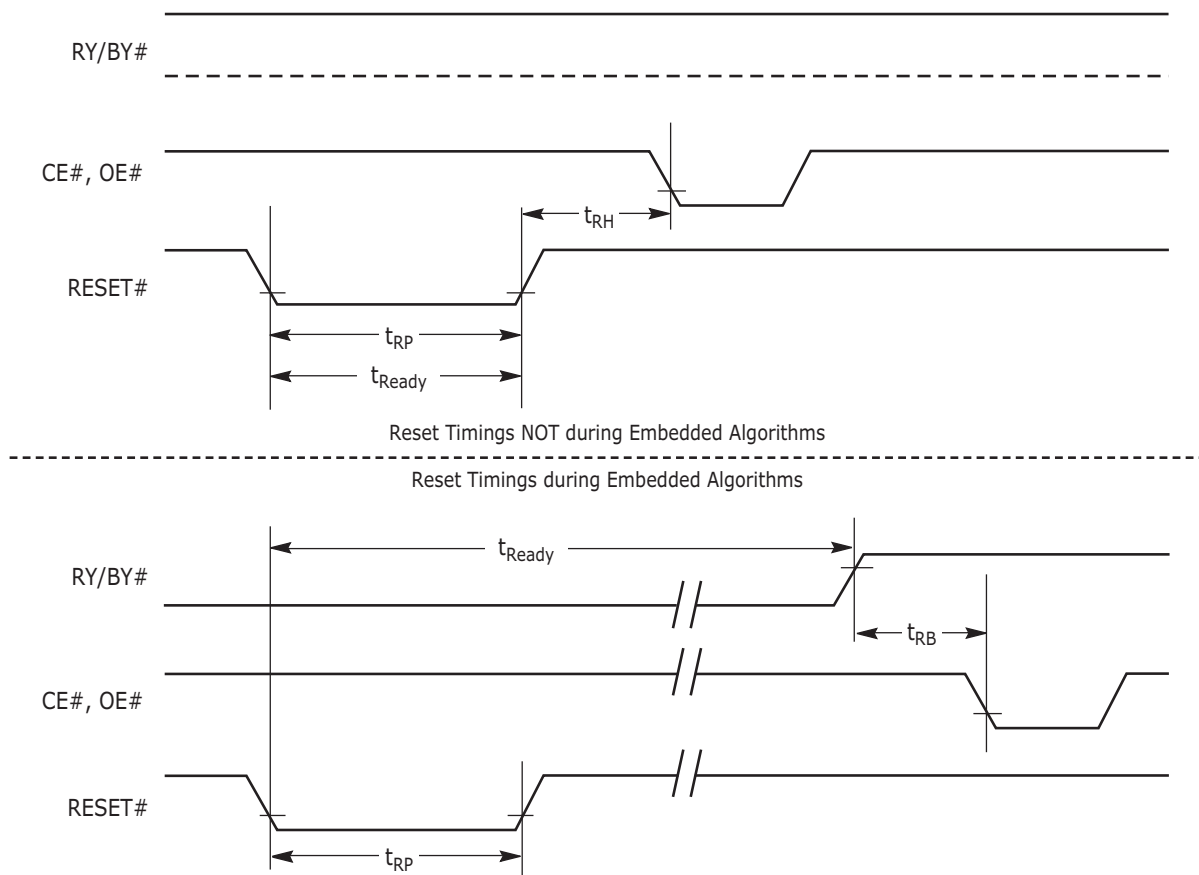 RY/BY#
CE#, OE#
tRH
RESET#
tRP
tReady
Reset Timings NOT during Embedded Algorithms
Reset Timings during Embedded Algorithms
tReady
RY/BY#
tRB
CE#, OE#
RESET#
tRP